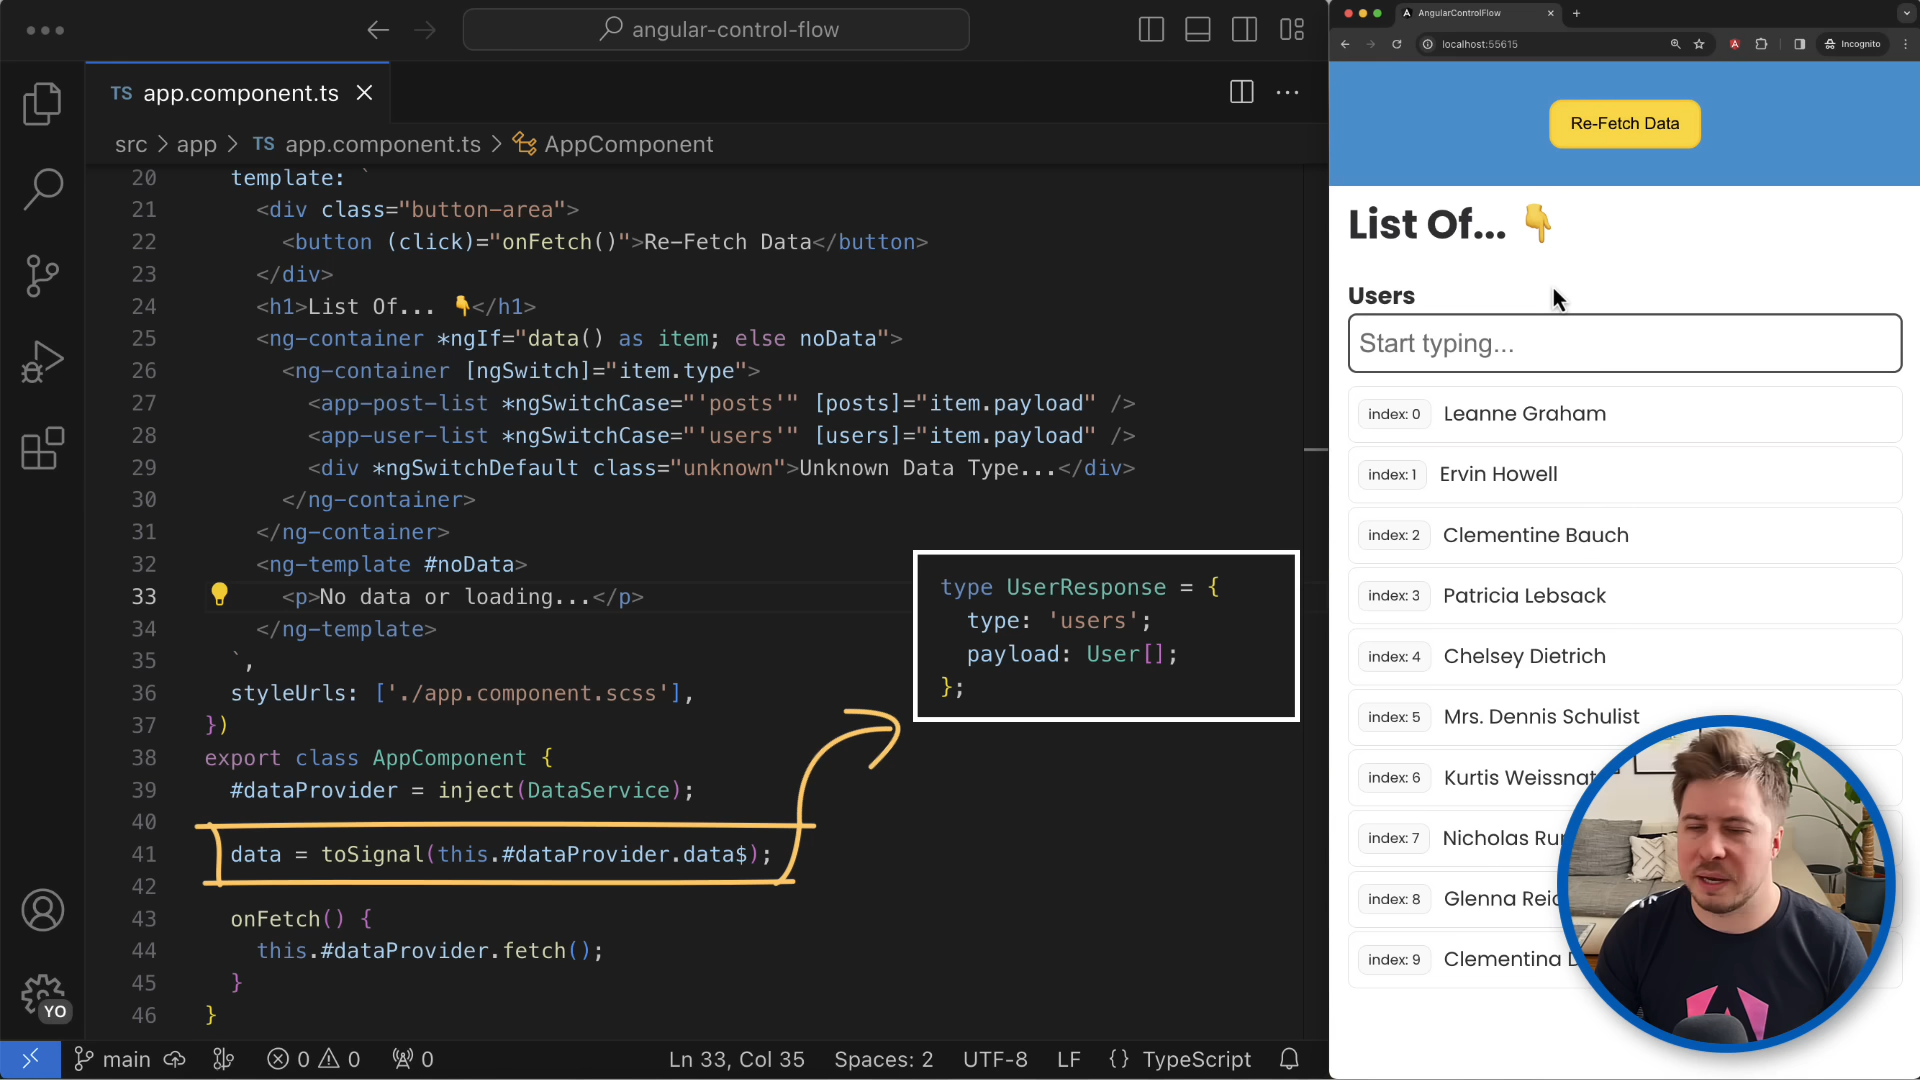 angular-control-flow
TS app.component.ts
src > app > TS app.component.ts > AppComponent
20 template: `
21 <div class="button-area">
22 <button (click)="onFetch()">Re-Fetch Data</button>
23 </div>
24 <h1>List Of... 👇</h1>
25 <ng-container *ngIf="data() as item; else noData">
26 <ng-container [ngSwitch]="item.type">
27 <app-post-list *ngSwitchCase="'posts'" [posts]="item.payload" />
28 <app-user-list *ngSwitchCase="'users'" [users]="item.payload" />
29 <div *ngSwitchDefault class="unknown">Unknown Data Type...</div>
30 </ng-container>
31 </ng-container>
32 <ng-template #noData>
33 <p>No data or loading...</p>
34 </ng-template>
35 `,
36 styleUrls: ['./app.component.scss'],
37 })
38 export class AppComponent {
39 #dataProvider = inject(DataService);
40
41 data = toSignal(this.#dataProvider.data$);
42
43 onFetch() {
44 this.#dataProvider.fetch();
45 }
46 }
type UserResponse = {
type: 'users';
payload: User[];
};
YO
main 0 0 0 Ln 33, Col 35 Spaces: 2 UTF-8 LF {} TypeScript
AngularControlFlow
localhost:55615 Incognito
Re-Fetch Data
List Of... 👇
Users
Start typing...
index: 0 Leanne Graham
index: 1 Ervin Howell
index: 2 Clementine Bauch
index: 3 Patricia Lebsack
index: 4 Chelsey Dietrich
index: 5 Mrs. Dennis Schulist
index: 6 Kurtis Weissnat
index: 7 Nicholas Ru
index: 8 Glenna Rei
index: 9 Clementina D